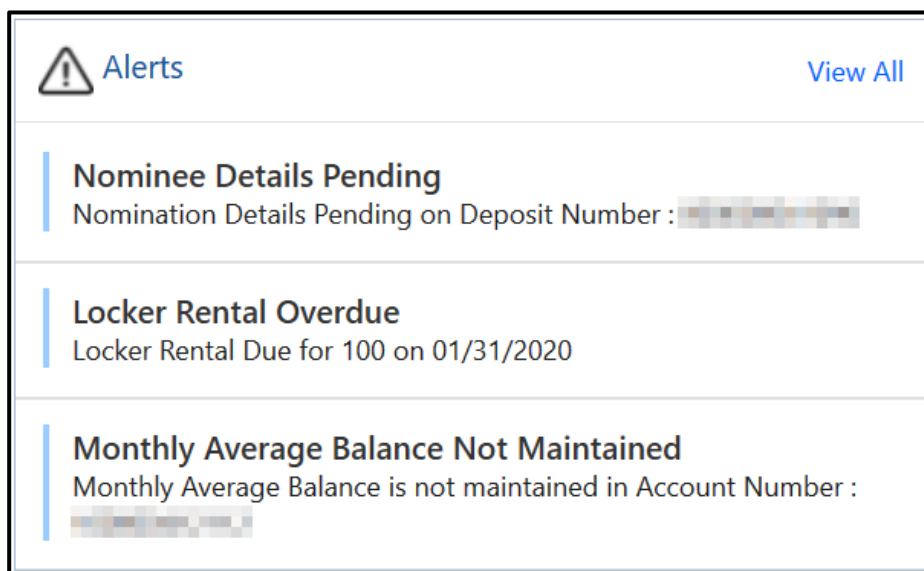 Alerts
View All
Nominee Details Pending
Nomination Details Pending on Deposit Number :
Locker Rental Overdue
Locker Rental Due for 100 on 01/31/2020
Monthly Average Balance Not Maintained
Monthly Average Balance is not maintained in Account Number :